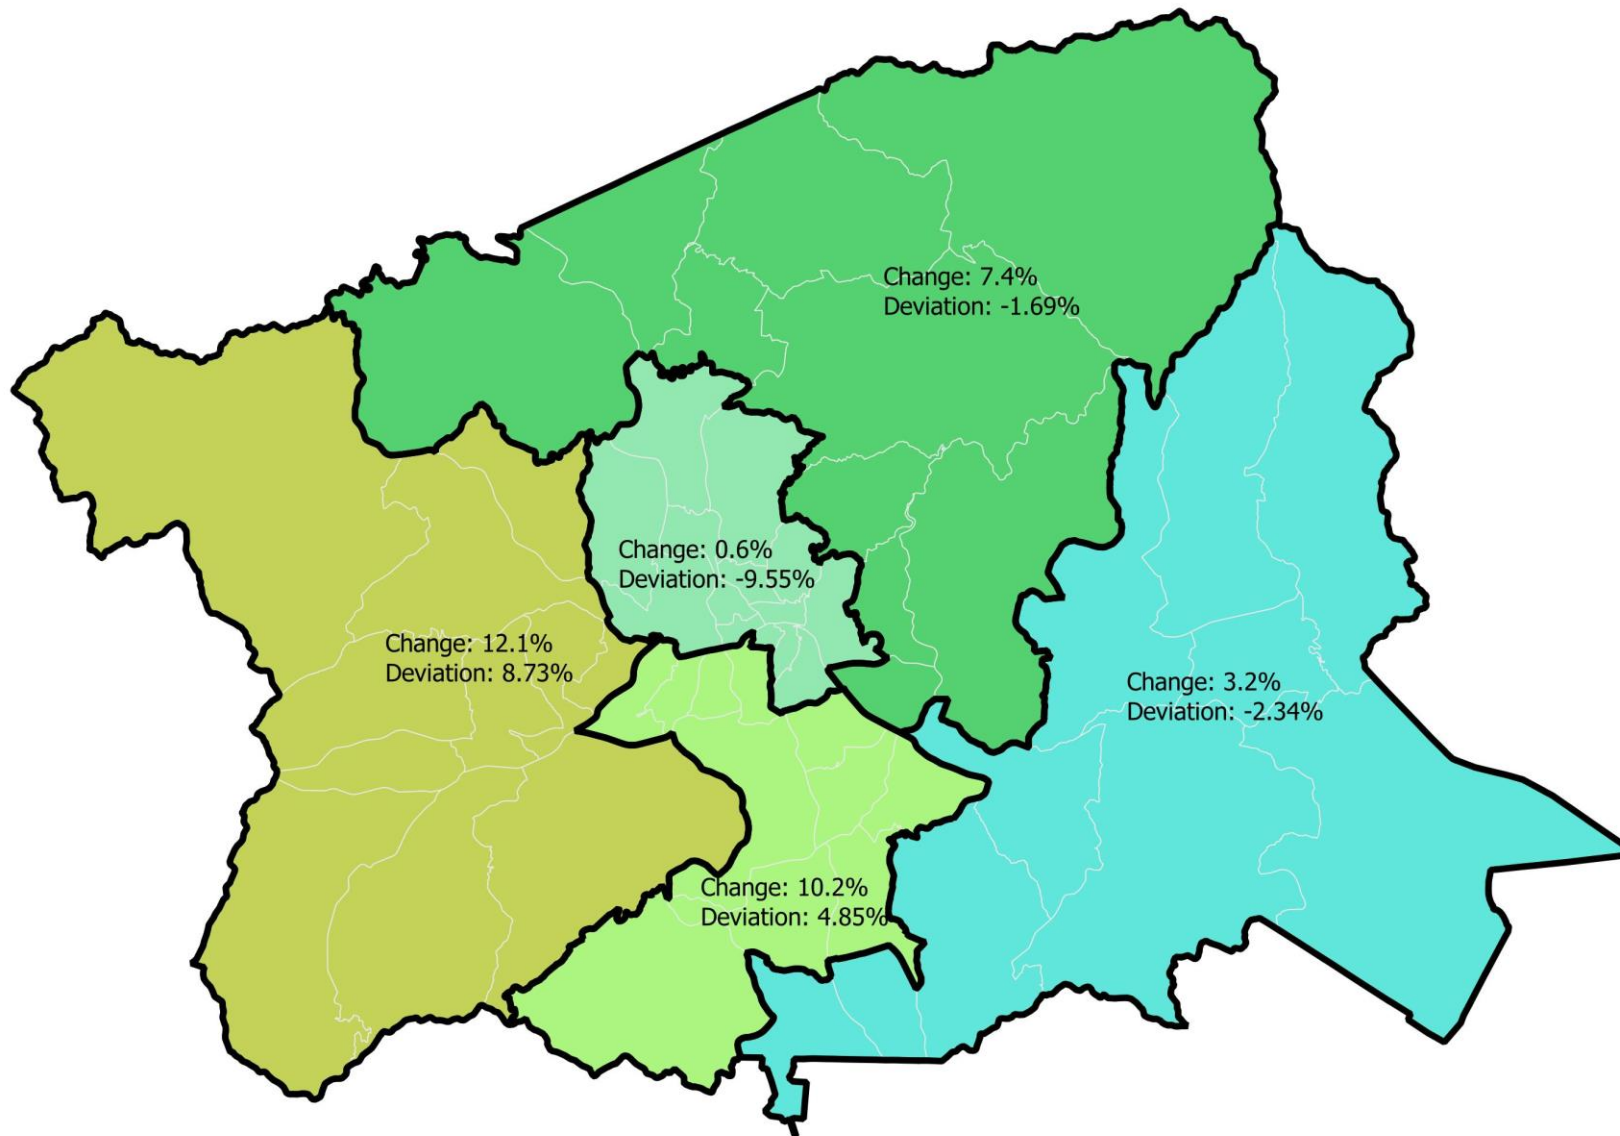 Change: 7.4%
Deviation: -1.69%
Change: 0.6%
Deviation: -9.55%
Change: 12.1%
Deviation: 8.73%
Change: 3.2%
Deviation: -2.34%
Change: 10.2%
Deviation: 4.85%